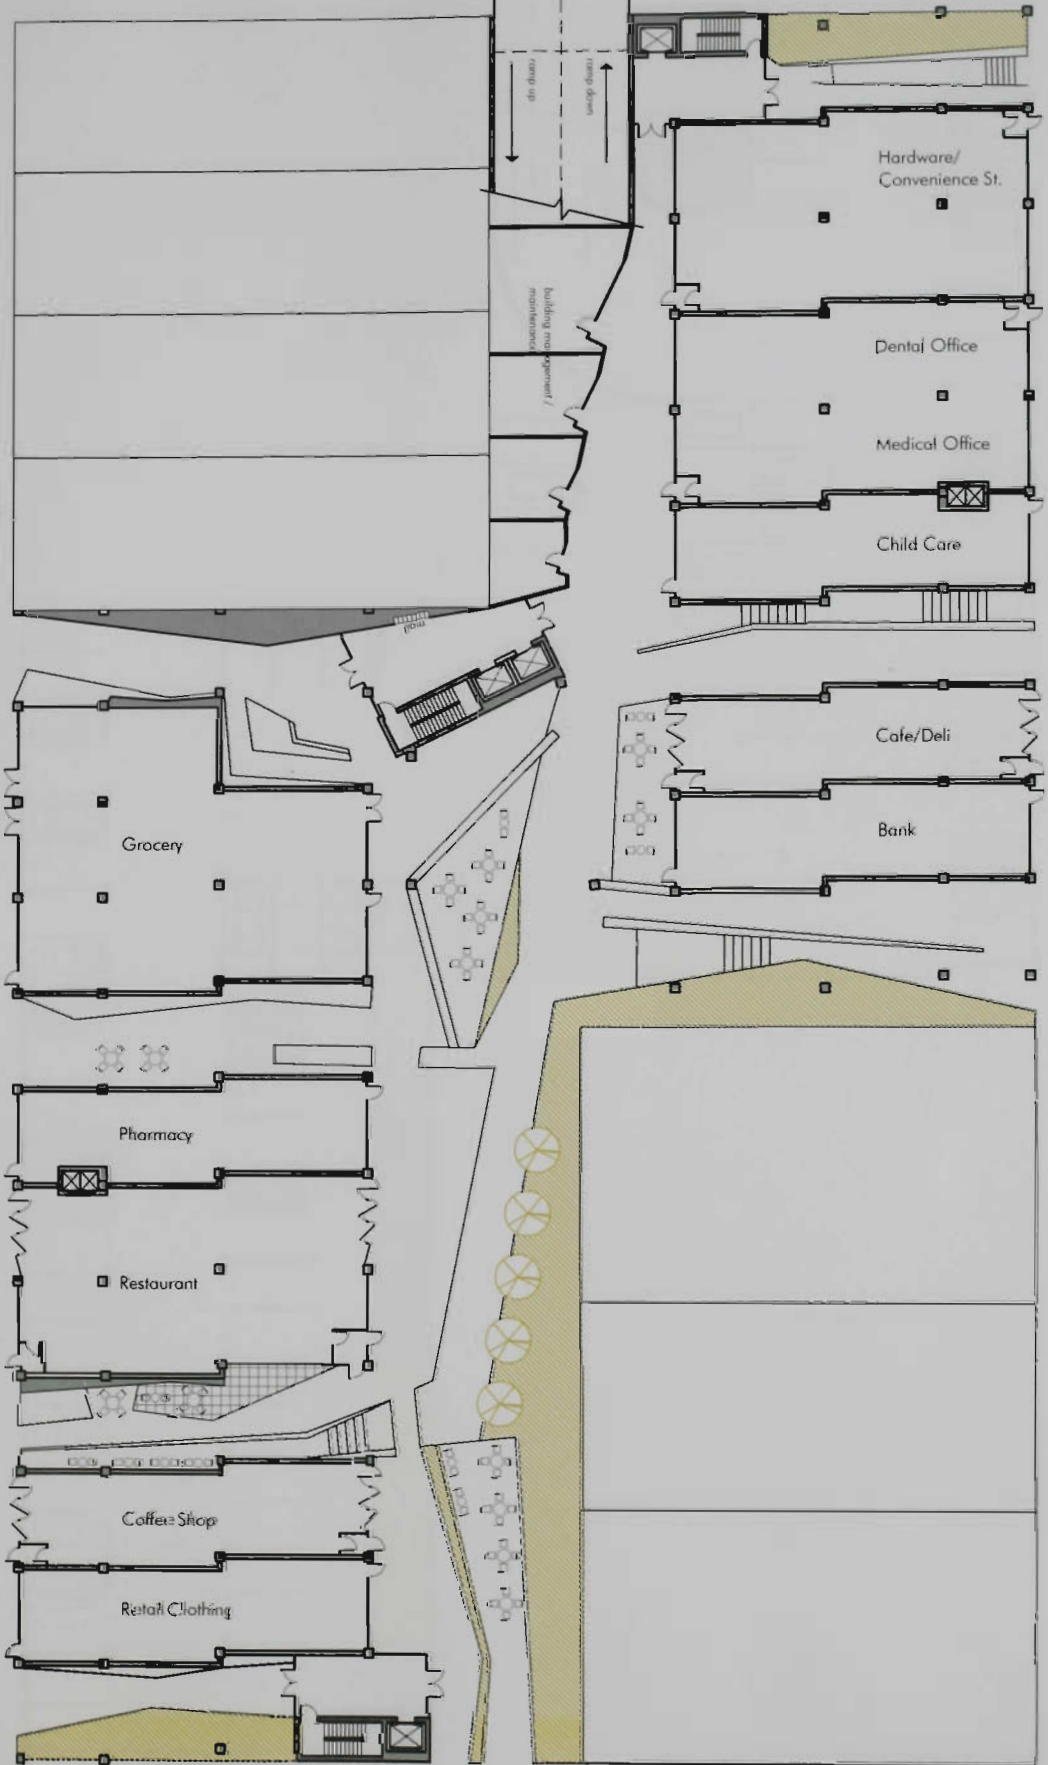 ramp up
ramp down
Hardware/
Convenience St.
building management /
maintenance
Dental Office
Medical Office
Child Care
mail
Cafe/Deli
Grocery
Bank
Pharmacy
Restaurant
Coffee Shop
Retail Clothing